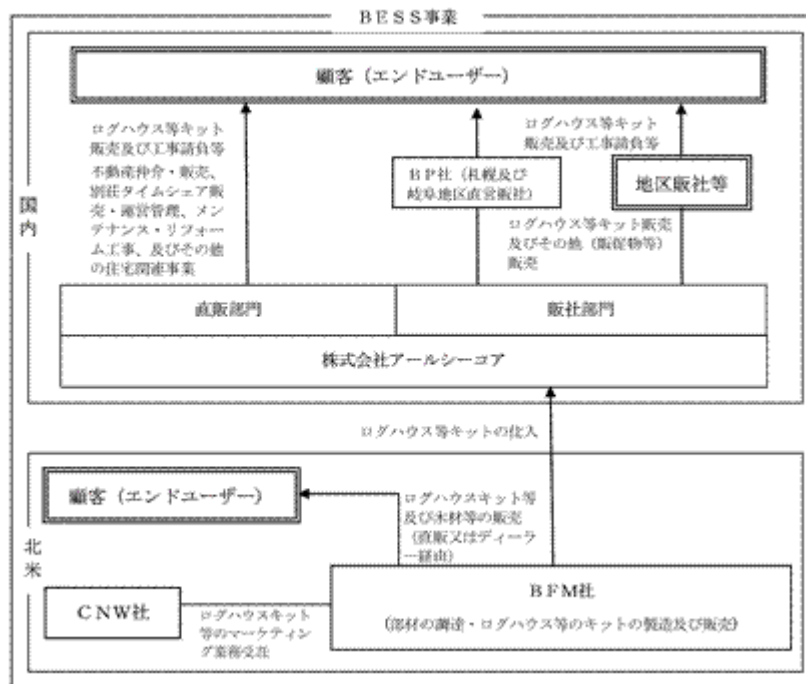 BESS事業
国内
顧客（エンドユーザー）
ログハウス等キット
販売及び工事請負等
不動産仲介・販売、
別荘タイムシェア販
売・運営管理、メン
テナンス・リフォー
ム工事、及びその他
の住宅関連事業
ログハウス等キット
販売及び工事請負等
BP社（札幌及び
岐阜地区直営販社）
地区販社等
ログハウス等キット販売
及びその他（販促物等）
販売
直販部門
販社部門
株式会社アールシーコア
ログハウス等キットの仕入
北米
顧客（エンドユーザー）
ログハウスキット等
及び木材等の販売
（直販又はディーラ
ー経由）
CNW社
ログハウスキット
等のマーケティン
グ業務受託
BFM社
（部材の調達・ログハウス等のキットの製造及び販売）